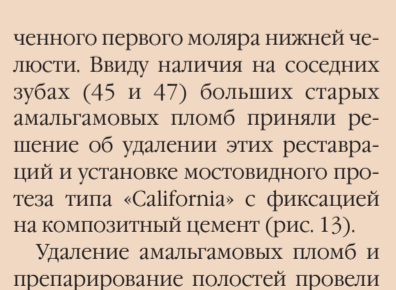 ченного первого моляра нижней че-
люсти. Ввиду наличия на соседних
зубах (45 и 47) больших старых
амальгамовых пломб приняли ре-
шение об удалении этих реставра-
ций и установке мостовидного про-
теза типа «California» с фиксацией
на композитный цемент (рис. 13).
Удаление амальгамовых пломб и
препарирование полостей провели